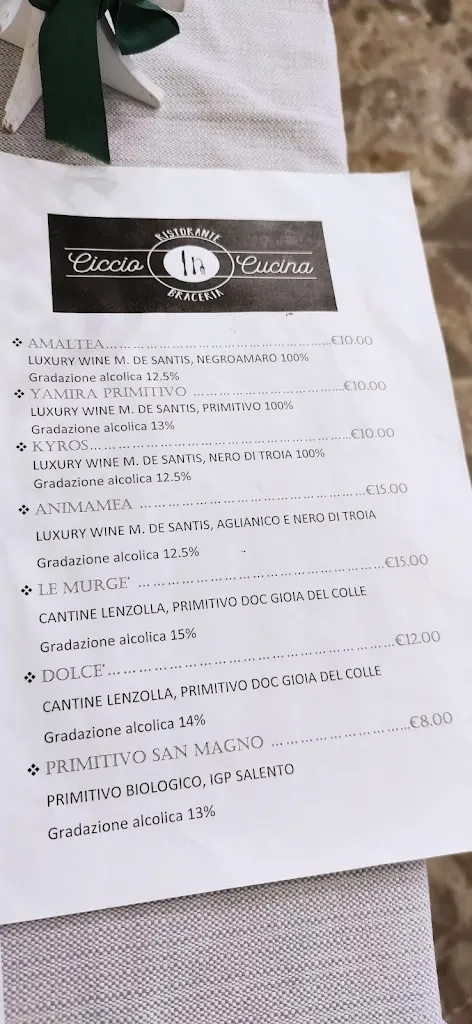 RISTORANTE
Ciccio In Cucina
BRACERIA
❖ AMALTEA……………………………………………€10.00
LUXURY WINE M. DE SANTIS, NEGROAMARO 100%
Gradazione alcolica 12.5%
❖ YAMIRA PRIMITIVO ……………………………€10.00
LUXURY WINE M. DE SANTIS, PRIMITIVO 100%
Gradazione alcolica 13%
❖ KYROS………………………………………………€10.00
LUXURY WINE M. DE SANTIS, NERO DI TROIA 100%
Gradazione alcolica 12.5%
❖ ANIMAMEA ………………………………………€15.00
LUXURY WINE M. DE SANTIS, AGLIANICO E NERO DI TROIA
Gradazione alcolica 12.5%
❖ LE MURGE' ………………………………………€15.00
CANTINE LENZOLLA, PRIMITIVO DOC GIOIA DEL COLLE
Gradazione alcolica 15%
❖ DOLCE'………………………………………………€12.00
CANTINE LENZOLLA, PRIMITIVO DOC GIOIA DEL COLLE
Gradazione alcolica 14%
❖ PRIMITIVO SAN MAGNO ………………………€8.00
PRIMITIVO BIOLOGICO, IGP SALENTO
Gradazione alcolica 13%